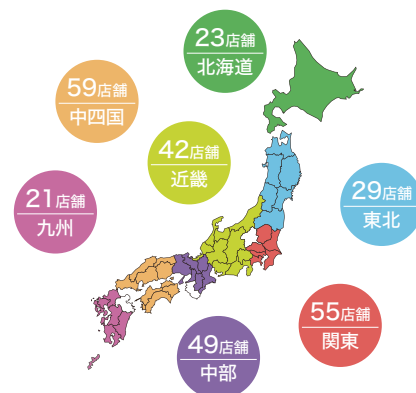 23店舗
北海道
59店舗
中四国
42店舗
近畿
21店舗
九州
29店舗
東北
55店舗
関東
49店舗
中部